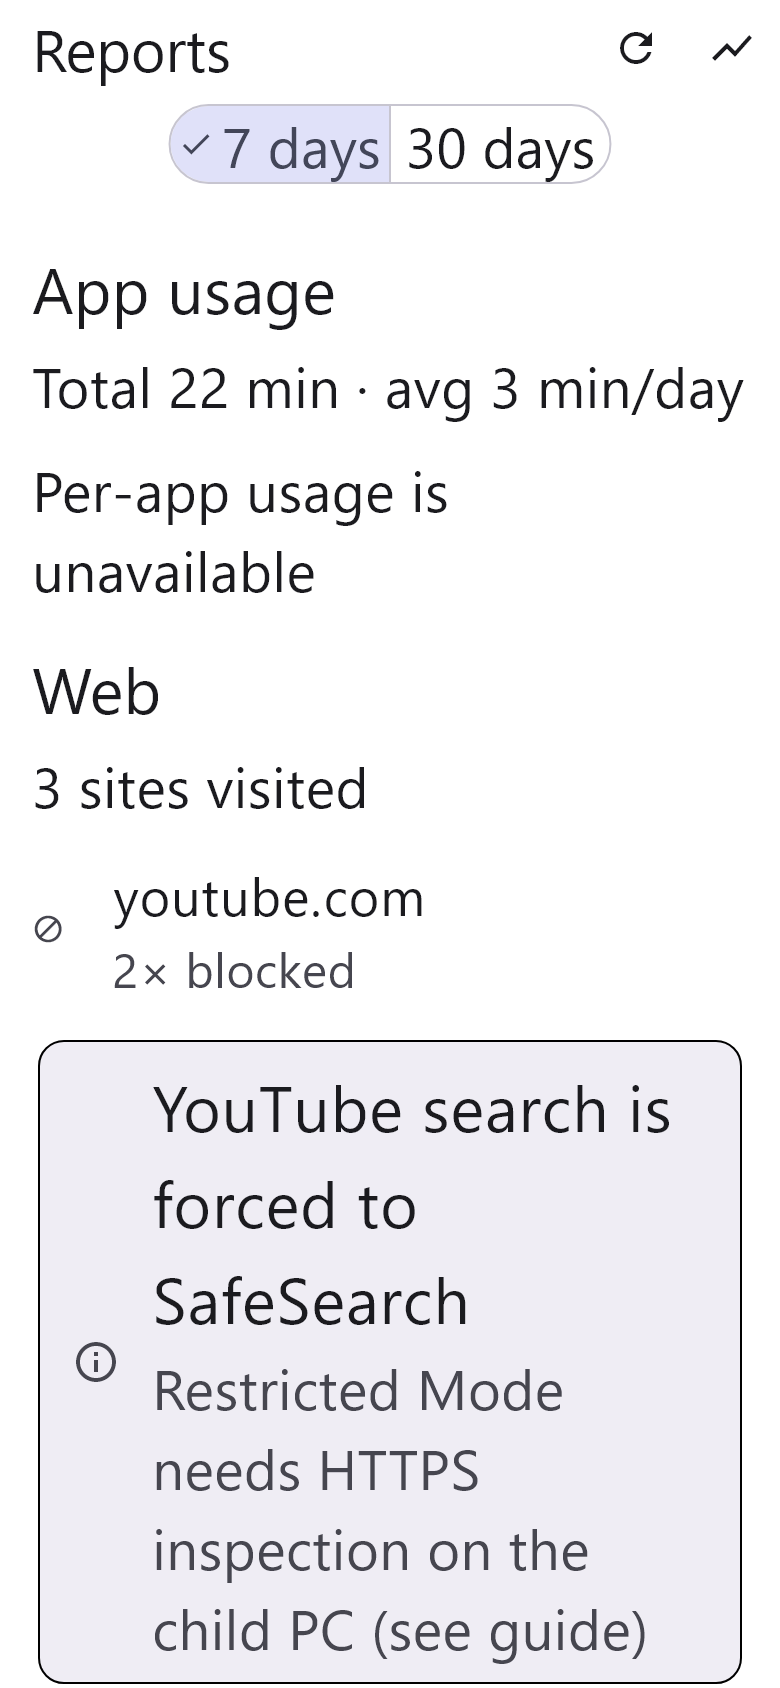 Reports
7 days
30 days
App usage
Total 22 min · avg 3 min/day
Per-app usage is
unavailable
Web
3 sites visited
youtube.com
2× blocked
YouTube search is
forced to
SafeSearch
Restricted Mode
needs HTTPS
inspection on the
child PC (see guide)